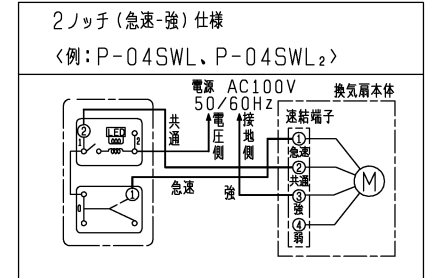 2ノッチ(急速-強)仕様
〈例:P-04SWL、P-04SWL₂〉
電源 AC100V
50/60Hz
換気扇本体
共通
電圧側
接地側
速結端子
② LED
1 2
① 急速
② 共通
③ 強
④ 弱
M
急速
強
0 ①